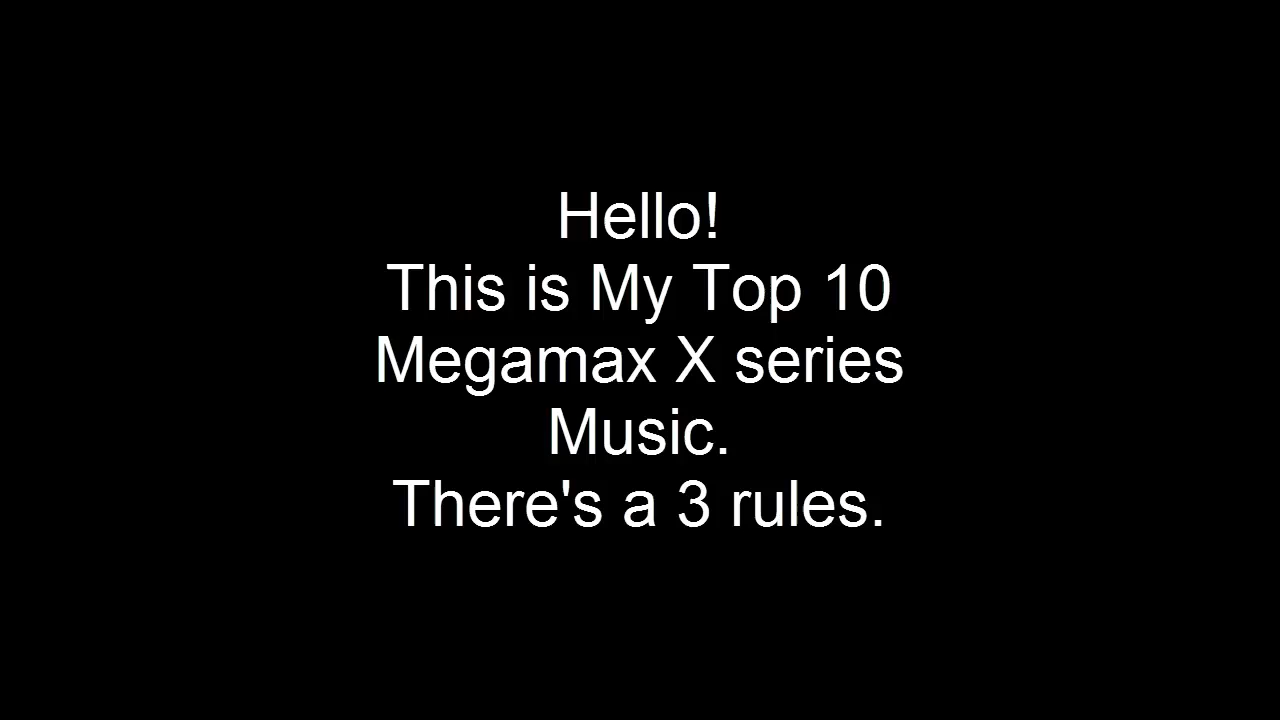 Hello!
This is My Top 10
Megamax X series
Music.
There's a 3 rules.